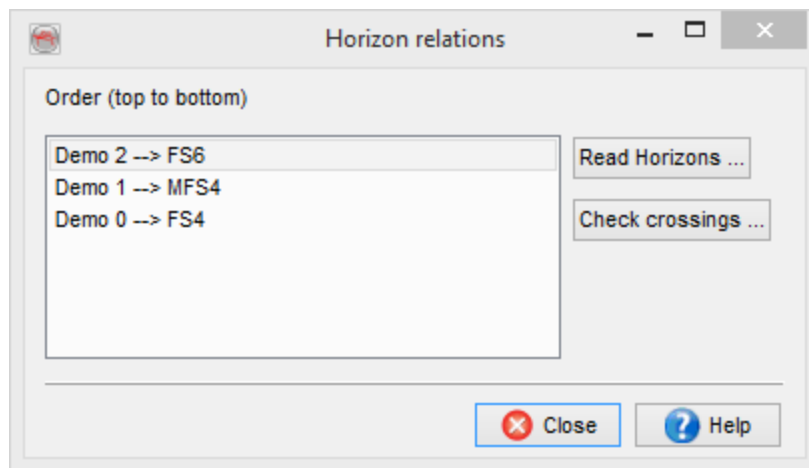 Horizon relations
Order (top to bottom)
Demo 2 --> FS6
Demo 1 --> MFS4
Demo 0 --> FS4
Read Horizons ...
Check crossings ...
Close
Help